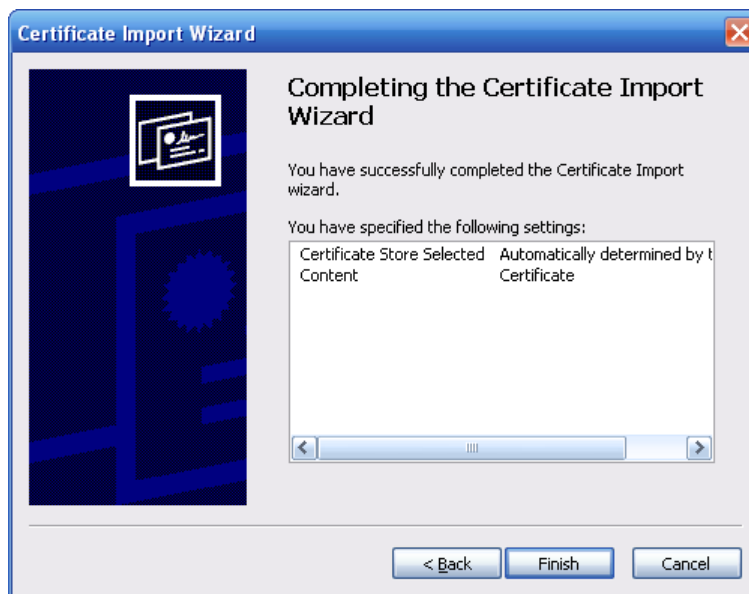 Certificate Import Wizard
Completing the Certificate Import
Wizard
You have successfully completed the Certificate Import
wizard.
You have specified the following settings:
Certificate Store Selected Automatically determined by t
Content Certificate
< Back Finish Cancel